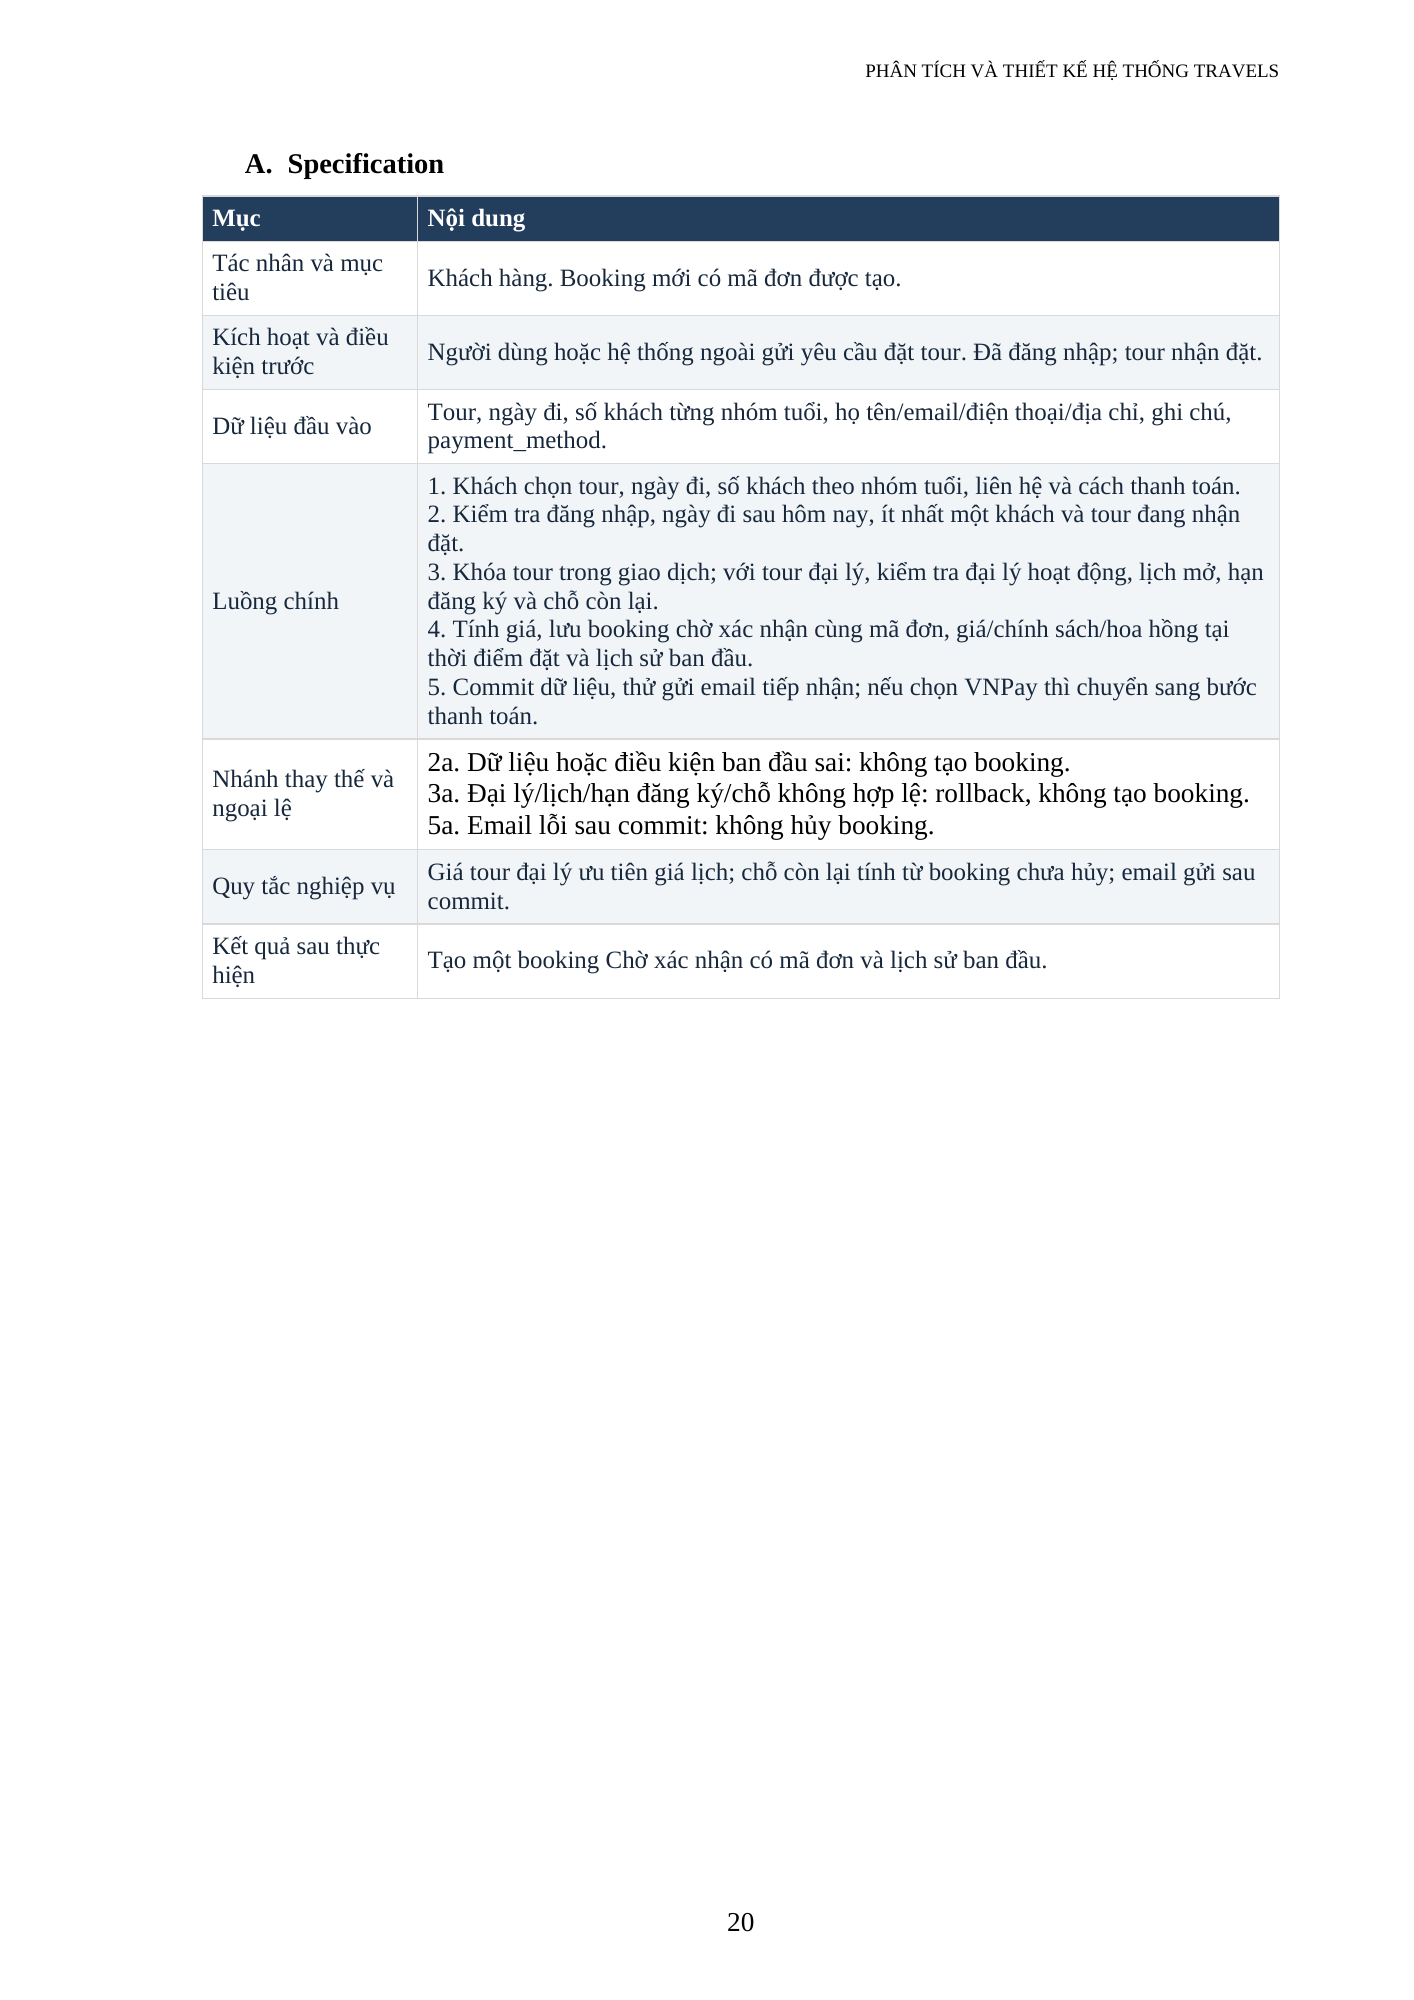 PHÂN TÍCH VÀ THIẾT KẾ HỆ THỐNG TRAVELS
A. Specification
Mục
Nội dung
Tác nhân và mục
tiêu
Khách hàng. Booking mới có mã đơn được tạo.
Kích hoạt và điều
kiện trước
Người dùng hoặc hệ thống ngoài gửi yêu cầu đặt tour. Đã đăng nhập; tour nhận đặt.
Dữ liệu đầu vào
Tour, ngày đi, số khách từng nhóm tuổi, họ tên/email/điện thoại/địa chỉ, ghi chú,
payment_method.
Luồng chính
1. Khách chọn tour, ngày đi, số khách theo nhóm tuổi, liên hệ và cách thanh toán.
2. Kiểm tra đăng nhập, ngày đi sau hôm nay, ít nhất một khách và tour đang nhận
đặt.
3. Khóa tour trong giao dịch; với tour đại lý, kiểm tra đại lý hoạt động, lịch mở, hạn
đăng ký và chỗ còn lại.
4. Tính giá, lưu booking chờ xác nhận cùng mã đơn, giá/chính sách/hoa hồng tại
thời điểm đặt và lịch sử ban đầu.
5. Commit dữ liệu, thử gửi email tiếp nhận; nếu chọn VNPay thì chuyển sang bước
thanh toán.
Nhánh thay thế và
ngoại lệ
2a. Dữ liệu hoặc điều kiện ban đầu sai: không tạo booking.
3a. Đại lý/lịch/hạn đăng ký/chỗ không hợp lệ: rollback, không tạo booking.
5a. Email lỗi sau commit: không hủy booking.
Quy tắc nghiệp vụ
Giá tour đại lý ưu tiên giá lịch; chỗ còn lại tính từ booking chưa hủy; email gửi sau
commit.
Kết quả sau thực
hiện
Tạo một booking Chờ xác nhận có mã đơn và lịch sử ban đầu.
20